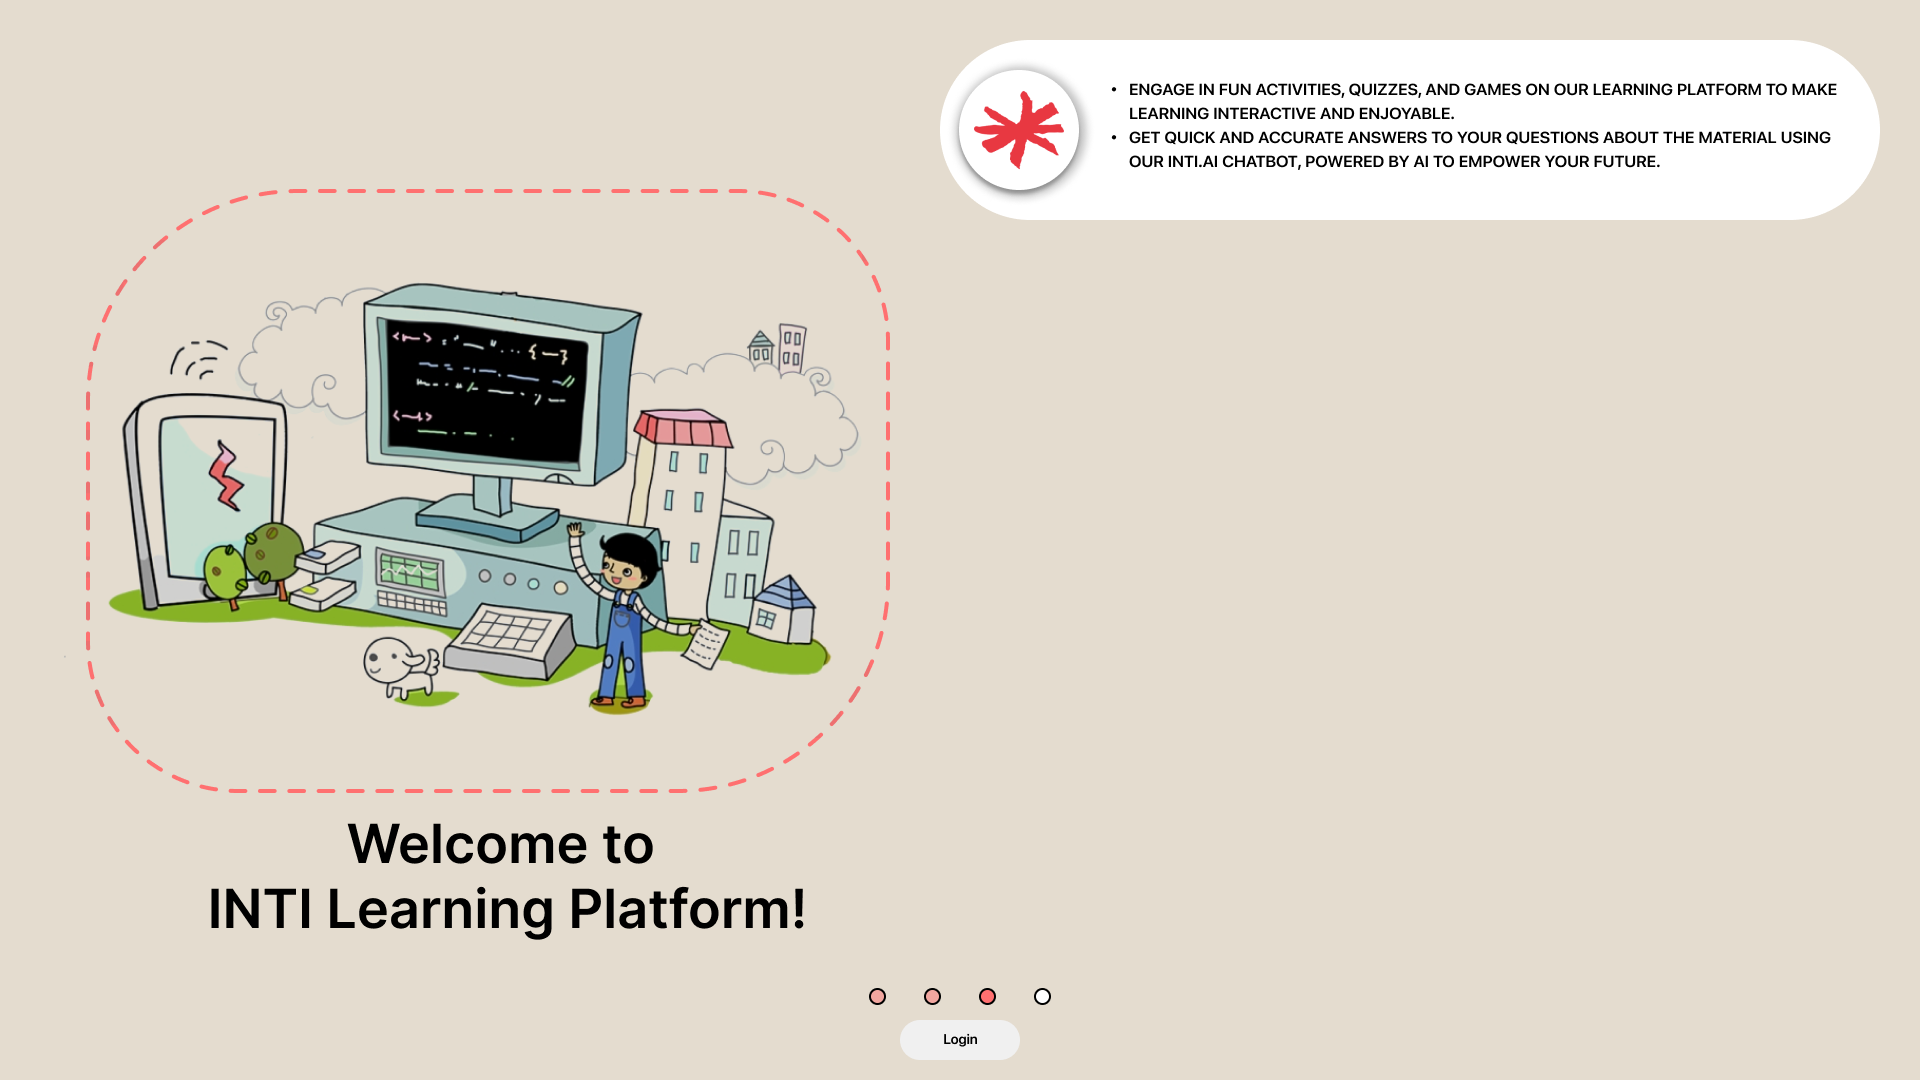 • ENGAGE IN FUN ACTIVITIES, QUIZZES, AND GAMES ON OUR LEARNING PLATFORM TO MAKE
LEARNING INTERACTIVE AND ENJOYABLE.
• GET QUICK AND ACCURATE ANSWERS TO YOUR QUESTIONS ABOUT THE MATERIAL USING
OUR INTI.AI CHATBOT, POWERED BY AI TO EMPOWER YOUR FUTURE.
Welcome to
INTI Learning Platform!
Login